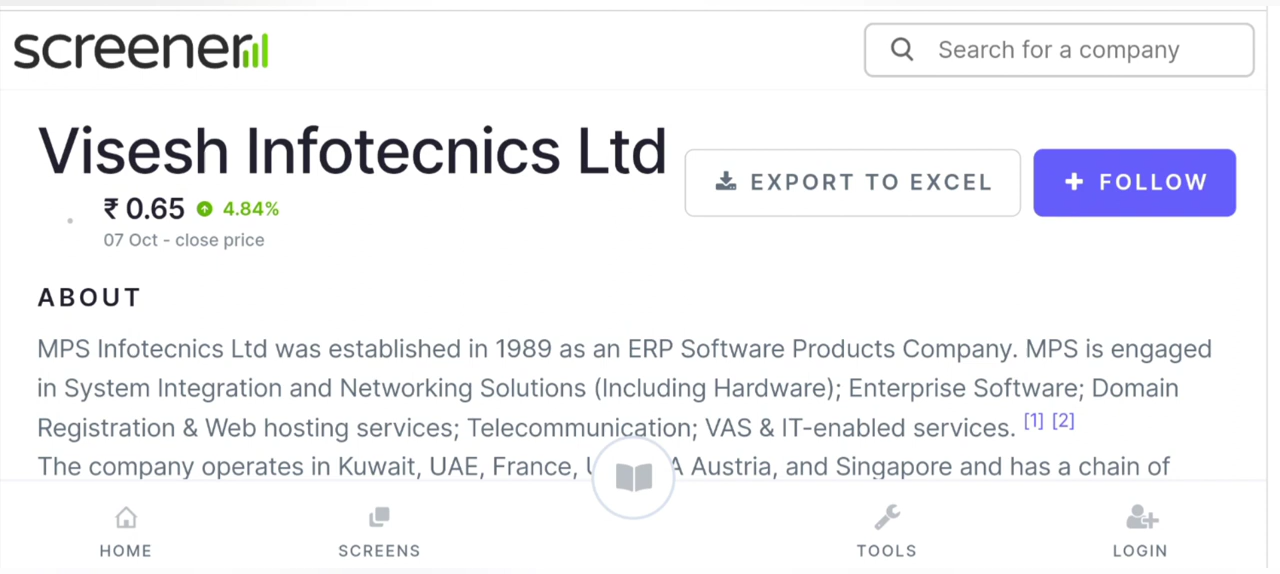 screener
Search for a company
Visesh Infotecnics Ltd
EXPORT TO EXCEL
+ FOLLOW
₹ 0.65 4.84%
07 Oct - close price
ABOUT
MPS Infotecnics Ltd was established in 1989 as an ERP Software Products Company. MPS is engaged
in System Integration and Networking Solutions (Including Hardware); Enterprise Software; Domain
Registration & Web hosting services; Telecommunication; VAS & IT-enabled services. [1] [2]
The company operates in Kuwait, UAE, France, Austria, and Singapore and has a chain of
HOME
SCREENS
TOOLS
LOGIN